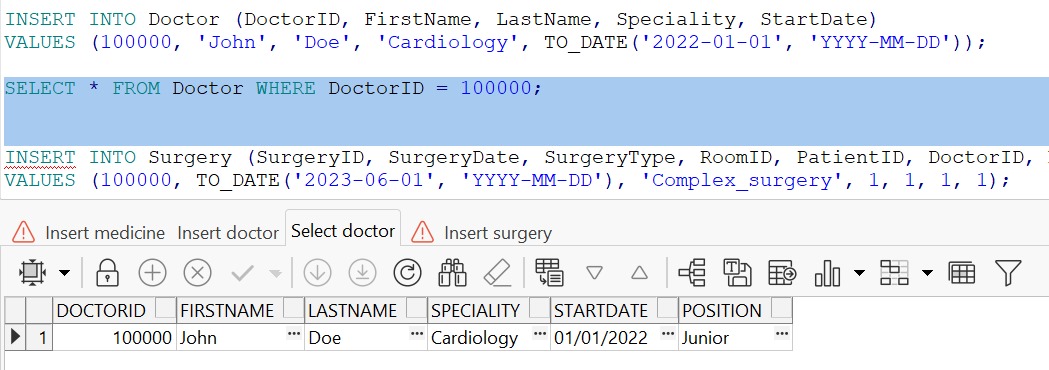 INSERT INTO Doctor (DoctorID, FirstName, LastName, Speciality, StartDate)
VALUES (100000, 'John', 'Doe', 'Cardiology', TO_DATE('2022-01-01', 'YYYY-MM-DD'));
SELECT * FROM Doctor WHERE DoctorID = 100000;
INSERT INTO Surgery (SurgeryID, SurgeryDate, SurgeryType, RoomID, PatientID, DoctorID,
VALUES (100000, TO_DATE('2023-06-01', 'YYYY-MM-DD'), 'Complex_surgery', 1, 1, 1, 1);
Insert medicine Insert doctor Select doctor Insert surgery
DOCTORID FIRSTNAME LASTNAME SPECIALITY STARTDATE POSITION
1 100000 John ... Doe ... Cardiology ... 01/01/2022 ... Junior ...